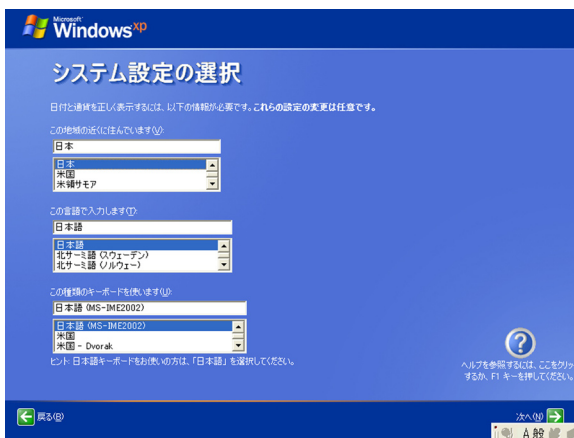 Microsoft
Windows xp
システム設定の選択
日付と通貨を正しく表示するには、以下の情報が必要です。これらの設定の変更は任意です。
この地域の近くに住んでいます(V):
日本
日本
米国
米領サモア
この言語で入力します(T):
日本語
日本語
北サーミ語 (スウェーデン)
北サーミ語 (ノルウェー)
この種類のキーボードを使います(U):
日本語 (MS-IME2002)
日本語 (MS-IME2002)
米国
米国 - Dvorak
ヒント: 日本語キーボードをお使いの方は、「日本語」を選択してください。
ヘルプを参照するには、ここをクリッ
するか、F1 キーを押してください。
戻る(B)
次へ(N)
A 般